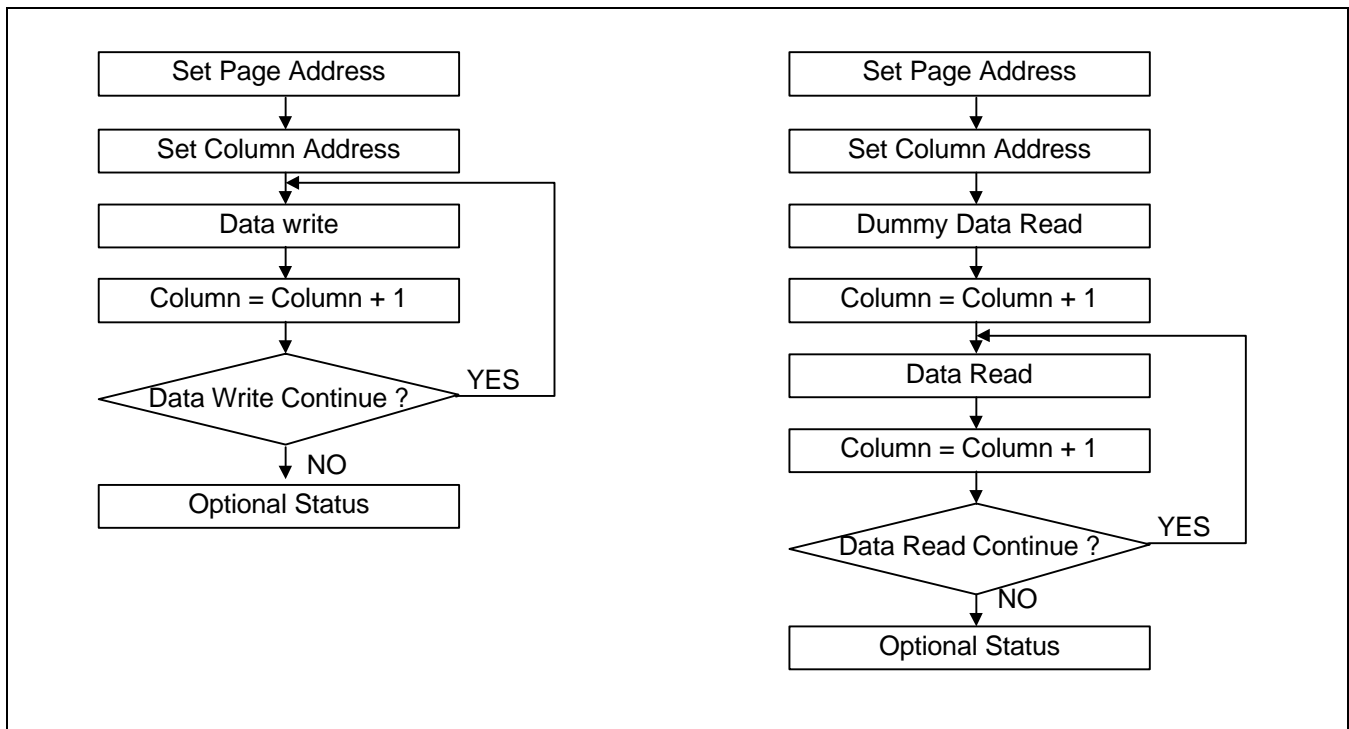 Set Page Address
Set Column Address
Data write
Column = Column + 1
Data Write Continue ?
YES
NO
Optional Status
Set Page Address
Set Column Address
Dummy Data Read
Column = Column + 1
Data Read
Column = Column + 1
Data Read Continue ?
YES
NO
Optional Status